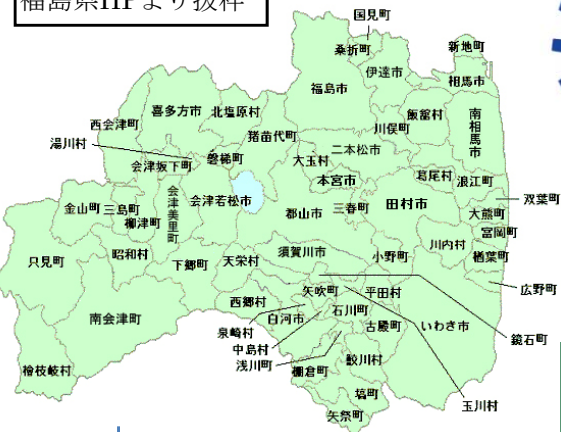 福島県HPより抜粋
国見町
桑折町
新地町
伊達市
相馬市
福島市
喜多方市
北塩原村
飯舘村
南相馬市
西会津町
猪苗代町
川俣町
湯川村
磐梯町
二本松市
会津坂下町
大玉村
本宮市
葛尾村
浪江町
双葉町
会津若松市
会津美里町
金山町
三島町
柳津町
郡山市
三春町
田村市
大熊町
富岡町
川内村
楢葉町
昭和村
只見町
下郷町
天栄村
須賀川市
小野町
広野町
矢吹町
平田村
西郷村
石川町
南会津町
白河市
古殿町
いわき市
泉崎村
鏡石町
中島村
浅川町
鮫川村
棚倉町
檜枝岐村
塙町
玉川村
矢祭町